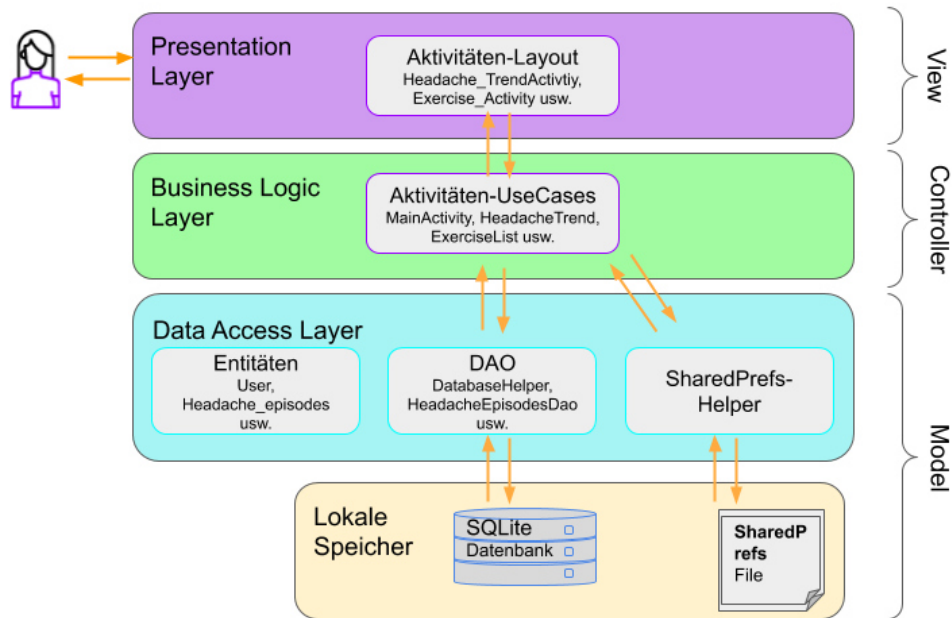 Presentation
Layer
Aktivitäten-Layout
Headache_TrendActivtiy,
Exercise_Activity usw.
View
Business Logic
Layer
Aktivitäten-UseCases
MainActivity, HeadacheTrend,
ExerciseList usw.
Controller
Data Access Layer
Entitäten
User,
Headache_episodes
usw.
DAO
DatabaseHelper,
HeadacheEpisodesDao
usw.
SharedPrefs-
Helper
Model
Lokale
Speicher
SQLite
Datenbank
SharedP
refs
File